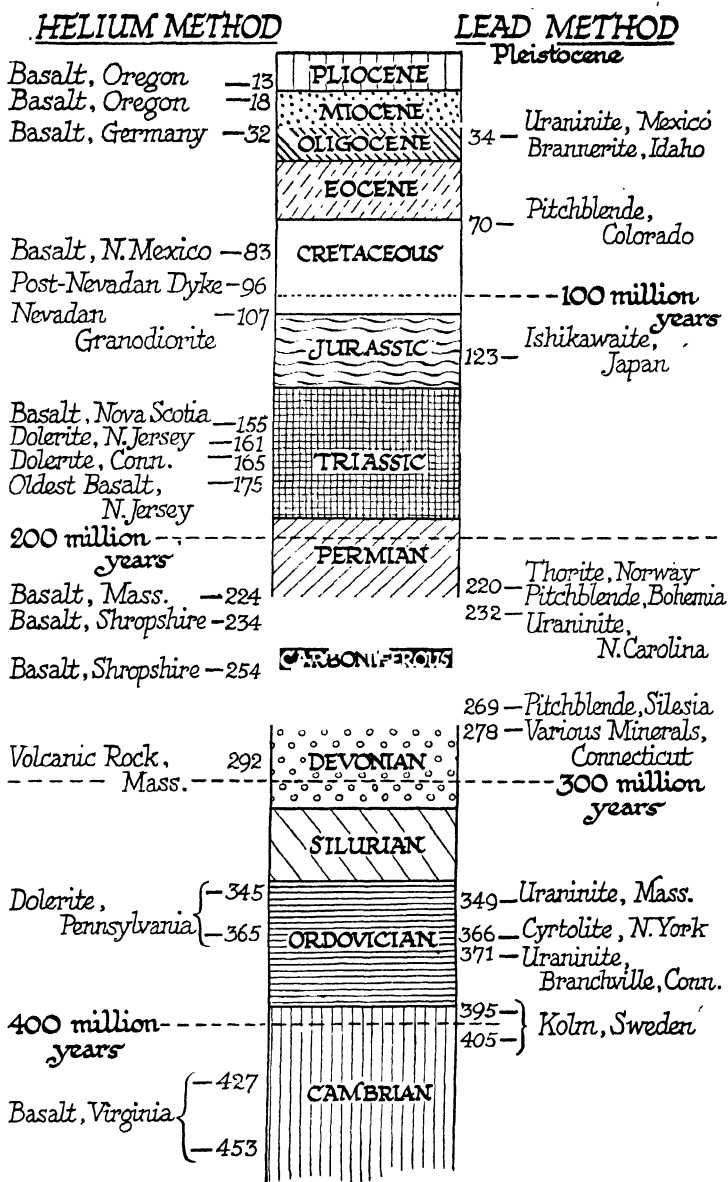 HELIUM METHOD
LEAD METHOD
Pleistocene
Basalt, Oregon —13
Basalt, Oregon —18
Basalt, Germany —32
Basalt, N. Mexico —83
Post-Nevadan Dyke—96
Nevadan —107
Granodiorite
Basalt, Nova Scotia —155
Dolerite, N. Jersey —161
Dolerite, Conn. —165
Oldest Basalt, —175
N. Jersey
200 million
years
Basalt, Mass. —224
Basalt, Shropshire —234
Basalt, Shropshire —254
Volcanic Rock, 292
Mass.
Dolerite, —345
Pennsylvania —365
400 million
years
—427
Basalt, Virginia
—453
PLIOCENE
MIOCENE
OLIGOCENE
EOCENE
CRETACEOUS
JURASSIC
TRIASSIC
PERMIAN
CARBONIFEROUS
DEVONIAN
SILURIAN
ORDOVICIAN
CAMBRIAN
34— Uraninite, Mexico
Brannerite, Idaho
70— Pitchblende,
Colorado
100 million
years
123— Ishikawaite,
Japan
220— Thorite, Norway
Pitchblende, Bohemia
232— Uraninite,
N. Carolina
269— Pitchblende, Silesia
278— Various Minerals,
Connecticut
300 million
years
349— Uraninite, Mass.
366— Cyrtolite, N. York
371— Uraninite,
Branchville, Conn.
395—
Kolm, Sweden
405—